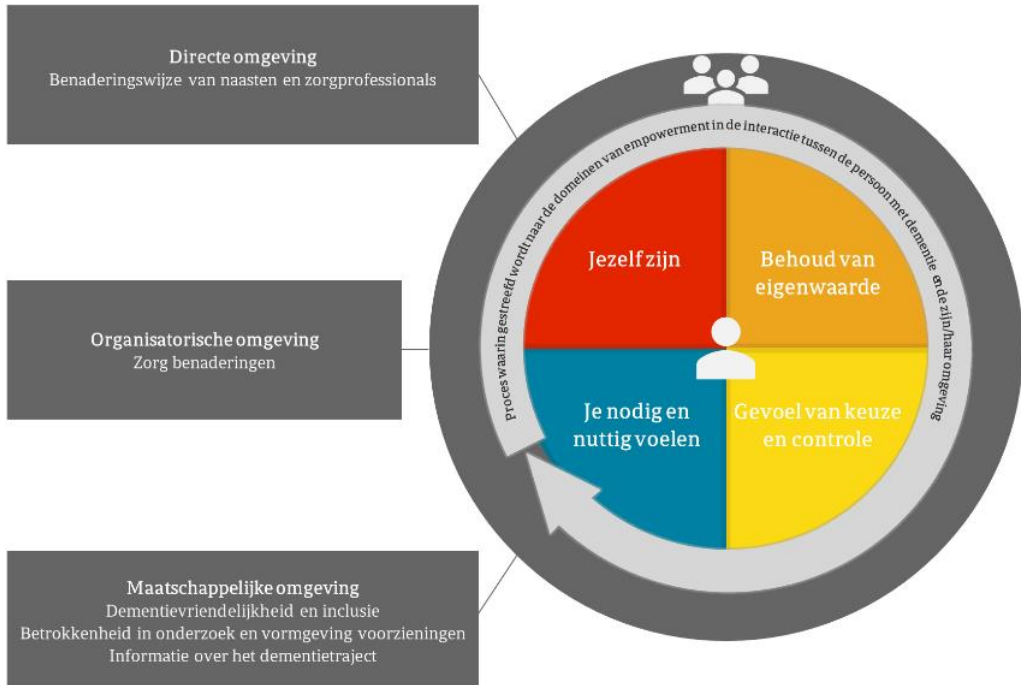 Directe omgeving
Benaderingswijze van naasten en zorgprofessionals
Organisatorische omgeving
Zorg benaderingen
Maatschappelijke omgeving
Dementievriendelijkheid en inclusie
Betrokkenheid in onderzoek en vormgeving voorzieningen
Informatie over het dementietraject
Proces waarin gestreefd wordt naar de domeinen van empowerment in de interactie tussen de persoon met dementie en de zijn/haar omgeving
Jezelf zijn
Behoud van
eigenwaarde
Je nodig en
nuttig voelen
Gevoel van keuze
en controle